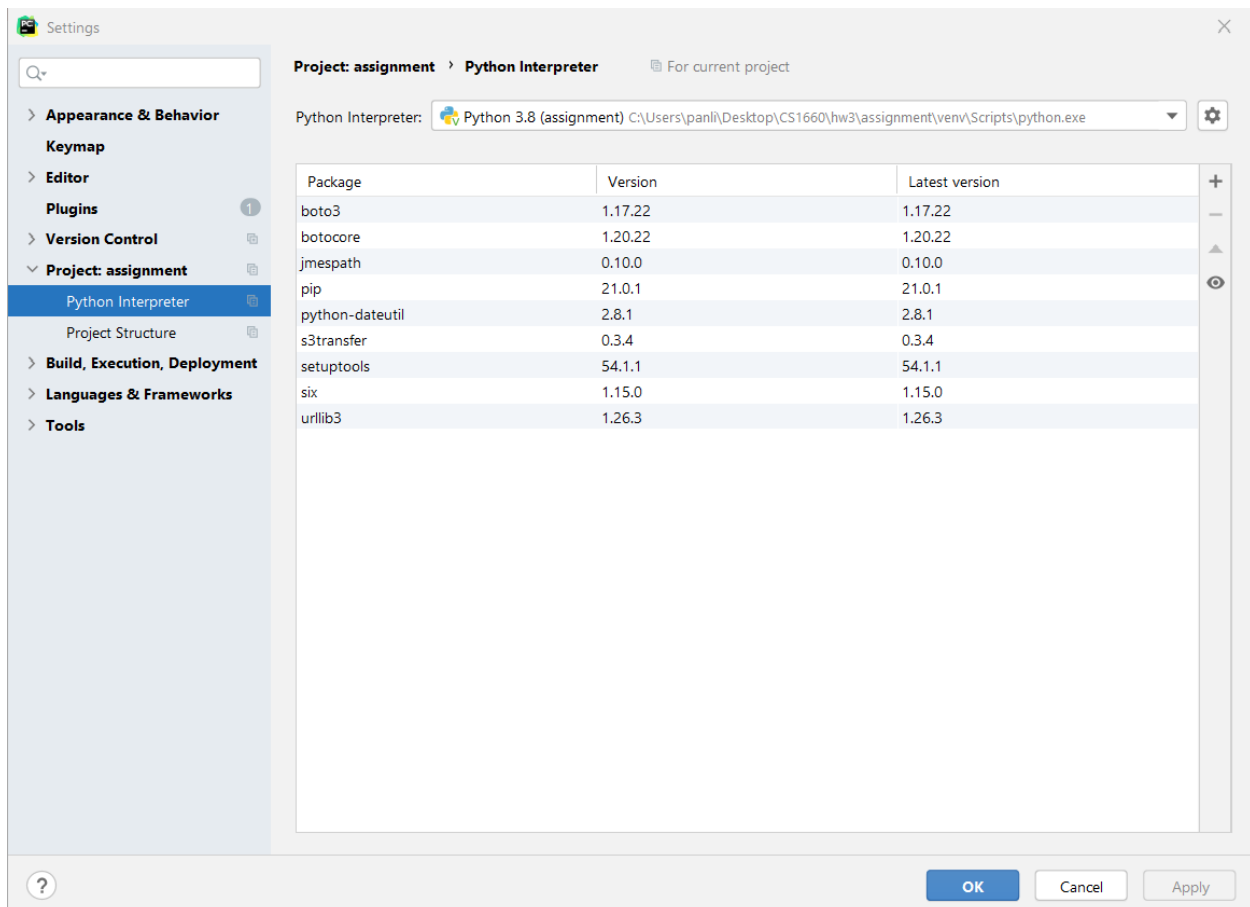 PC
Settings
Project: assignment › Python Interpreter For current project
Python Interpreter: Python 3.8 (assignment) C:\Users\panli\Desktop\CS1660\hw3\assignment\venv\Scripts\python.exe
Appearance & Behavior
Keymap
Editor
Plugins 1
Version Control
Project: assignment
Python Interpreter
Project Structure
Build, Execution, Deployment
Languages & Frameworks
Tools
Package Version Latest version
boto3 1.17.22 1.17.22
botocore 1.20.22 1.20.22
jmespath 0.10.0 0.10.0
pip 21.0.1 21.0.1
python-dateutil 2.8.1 2.8.1
s3transfer 0.3.4 0.3.4
setuptools 54.1.1 54.1.1
six 1.15.0 1.15.0
urllib3 1.26.3 1.26.3
? OK Cancel Apply